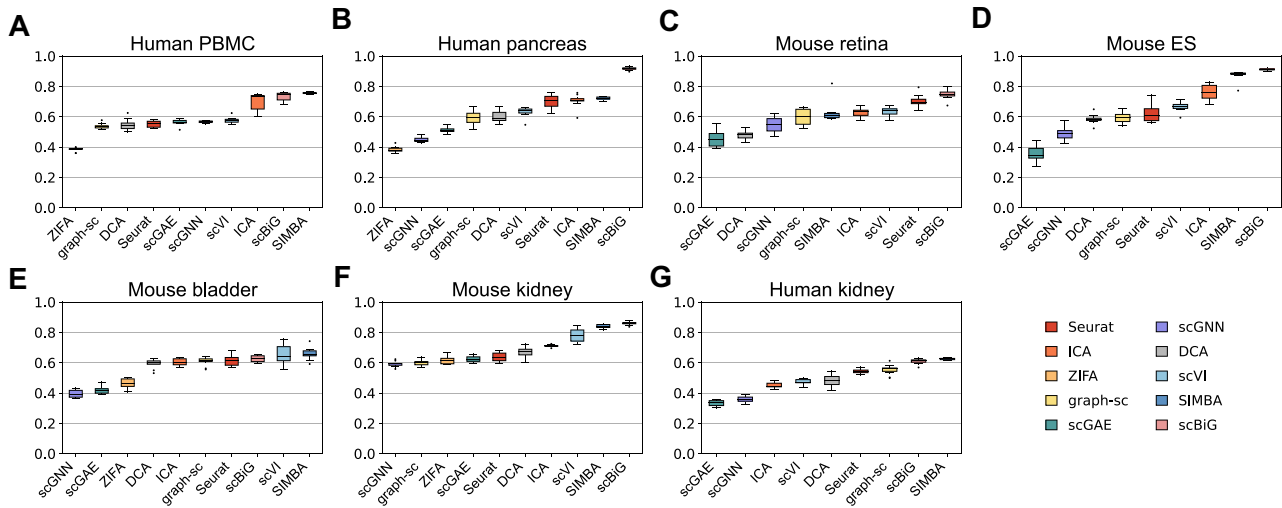 A
Human PBMC
1.0
0.8
0.6
0.4
0.2
0.0
ZIFA
graph-sc
DCA
Seurat
scGAE
scGNN
scVI
ICA
scBiG
SIMBA
B
Human pancreas
1.0
0.8
0.6
0.4
0.2
0.0
ZIFA
scGNN
scGAE
graph-sc
DCA
scVI
Seurat
ICA
SIMBA
scBiG
C
Mouse retina
1.0
0.8
0.6
0.4
0.2
0.0
scGAE
DCA
scGNN
graph-sc
SIMBA
ICA
scVI
Seurat
scBiG
D
Mouse ES
1.0
0.8
0.6
0.4
0.2
0.0
scGAE
scGNN
DCA
graph-sc
Seurat
scVI
ICA
SIMBA
scBiG
E
Mouse bladder
1.0
0.8
0.6
0.4
0.2
0.0
scGNN
scGAE
ZIFA
DCA
ICA
graph-sc
Seurat
scBiG
scVI
SIMBA
F
Mouse kidney
1.0
0.8
0.6
0.4
0.2
0.0
scGNN
graph-sc
ZIFA
scGAE
Seurat
DCA
ICA
scVI
SIMBA
scBiG
G
Human kidney
1.0
0.8
0.6
0.4
0.2
0.0
scGAE
scGNN
ICA
scVI
DCA
Seurat
graph-sc
scBiG
SIMBA
Seurat
ICA
ZIFA
graph-sc
scGAE
scGNN
DCA
scVI
SIMBA
scBiG